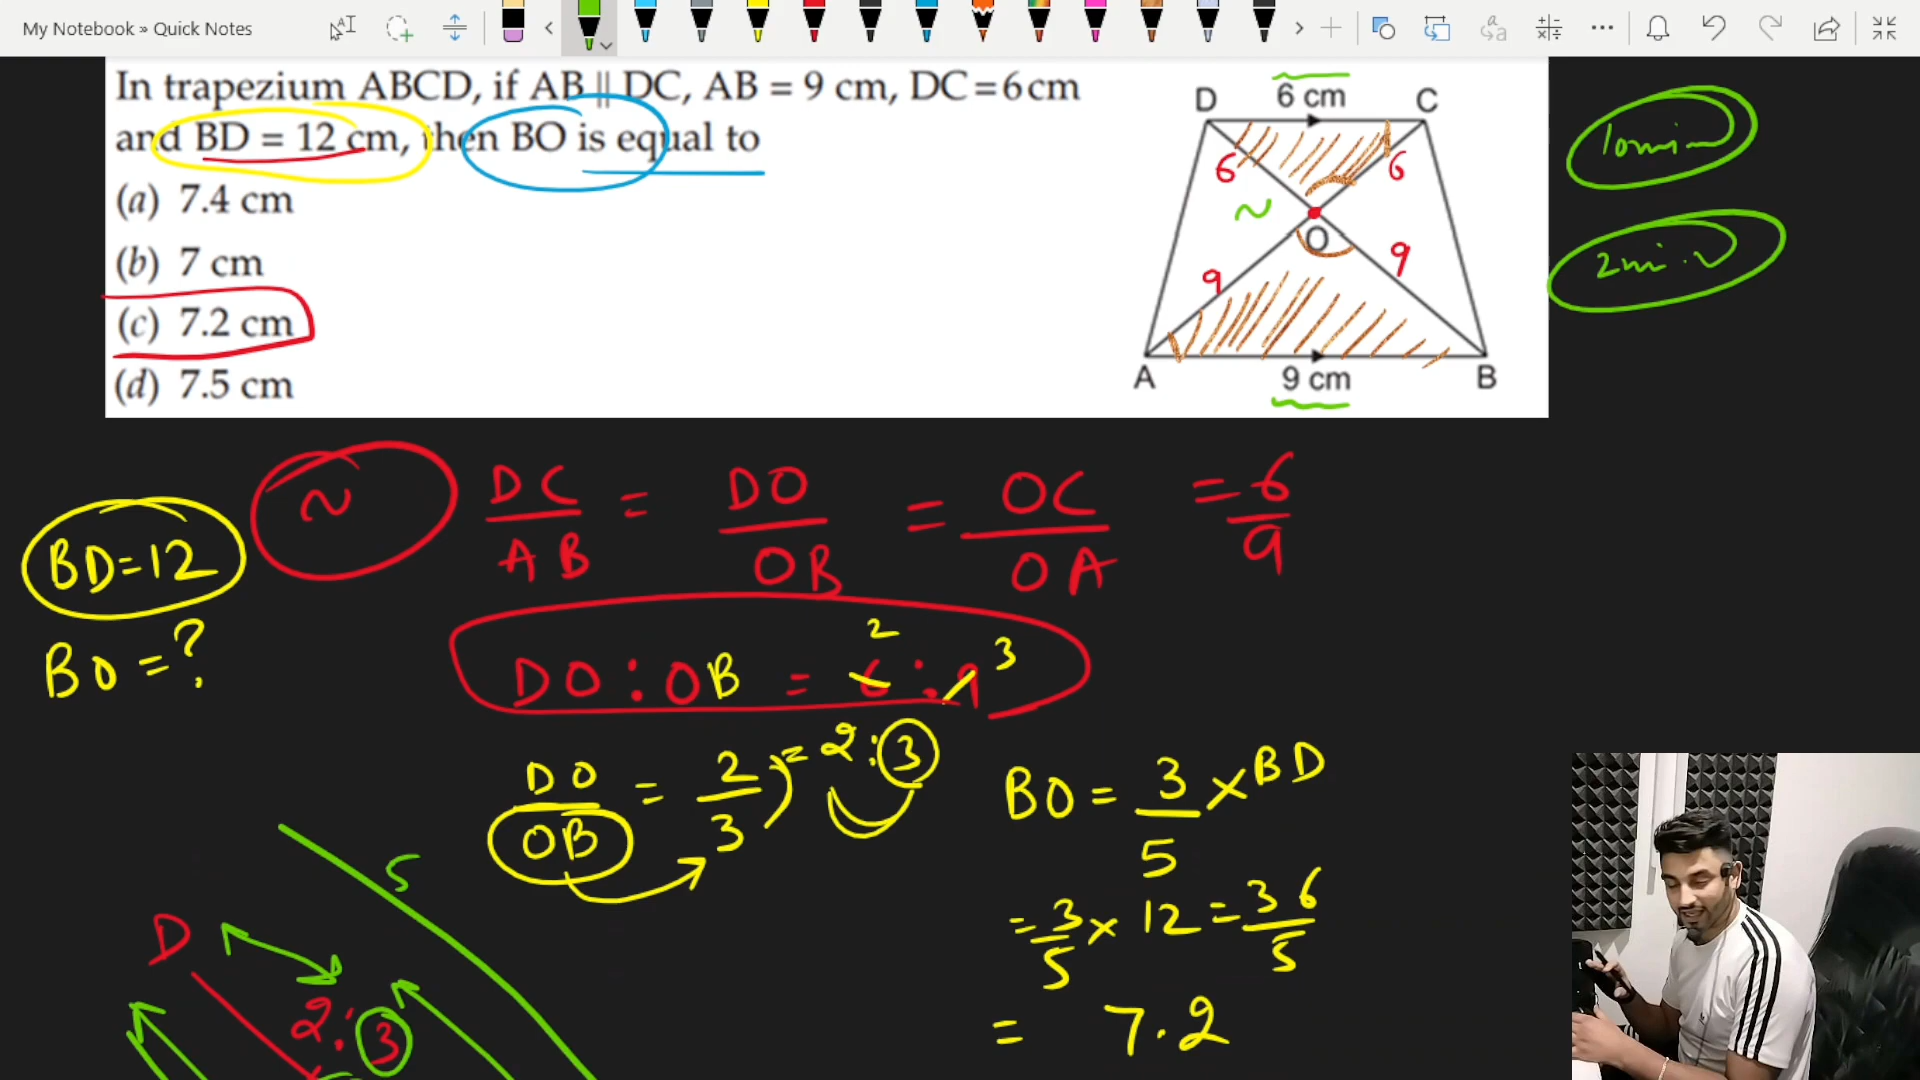 My Notebook » Quick Notes
In trapezium ABCD, if AB || DC, AB = 9 cm, DC = 6 cm
and BD = 12 cm, then BO is equal to
(a) 7.4 cm
(b) 7 cm
(c) 7.2 cm
(d) 7.5 cm
D 6 cm C
6 6
~
O
9 9
A 9 cm B
10 min
2 min
BD=12
BO = ?
~
DC/AB = DO/OB = OC/OA = 6/9
2 3
DO : OB = 6 : 9
DO/OB = 2/3 = 2 : 3
BO = 3/5 × BD
= 3/5 × 12 = 36/5
= 7.2
5
D
2 : 3